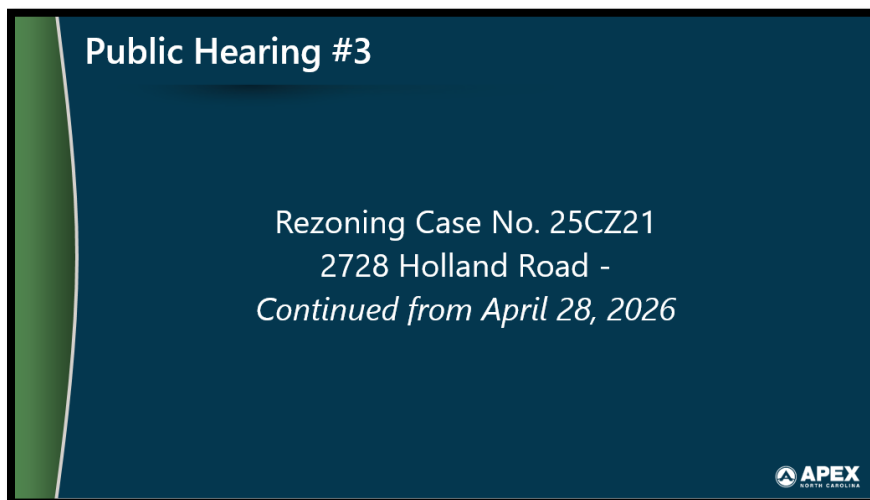 Public Hearing #3
Rezoning Case No. 25CZ21
2728 Holland Road -
Continued from April 28, 2026
APEX
NORTH CAROLINA